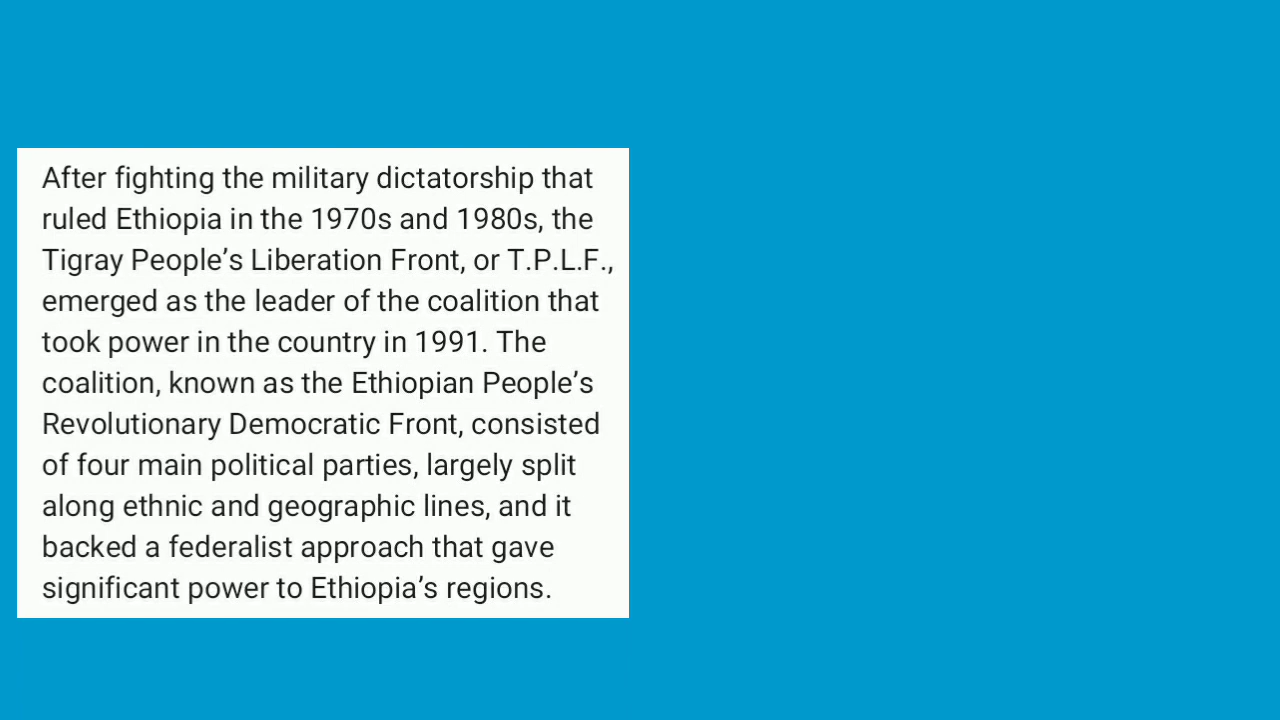 After fighting the military dictatorship that
ruled Ethiopia in the 1970s and 1980s, the
Tigray People’s Liberation Front, or T.P.L.F.,
emerged as the leader of the coalition that
took power in the country in 1991. The
coalition, known as the Ethiopian People’s
Revolutionary Democratic Front, consisted
of four main political parties, largely split
along ethnic and geographic lines, and it
backed a federalist approach that gave
significant power to Ethiopia’s regions.